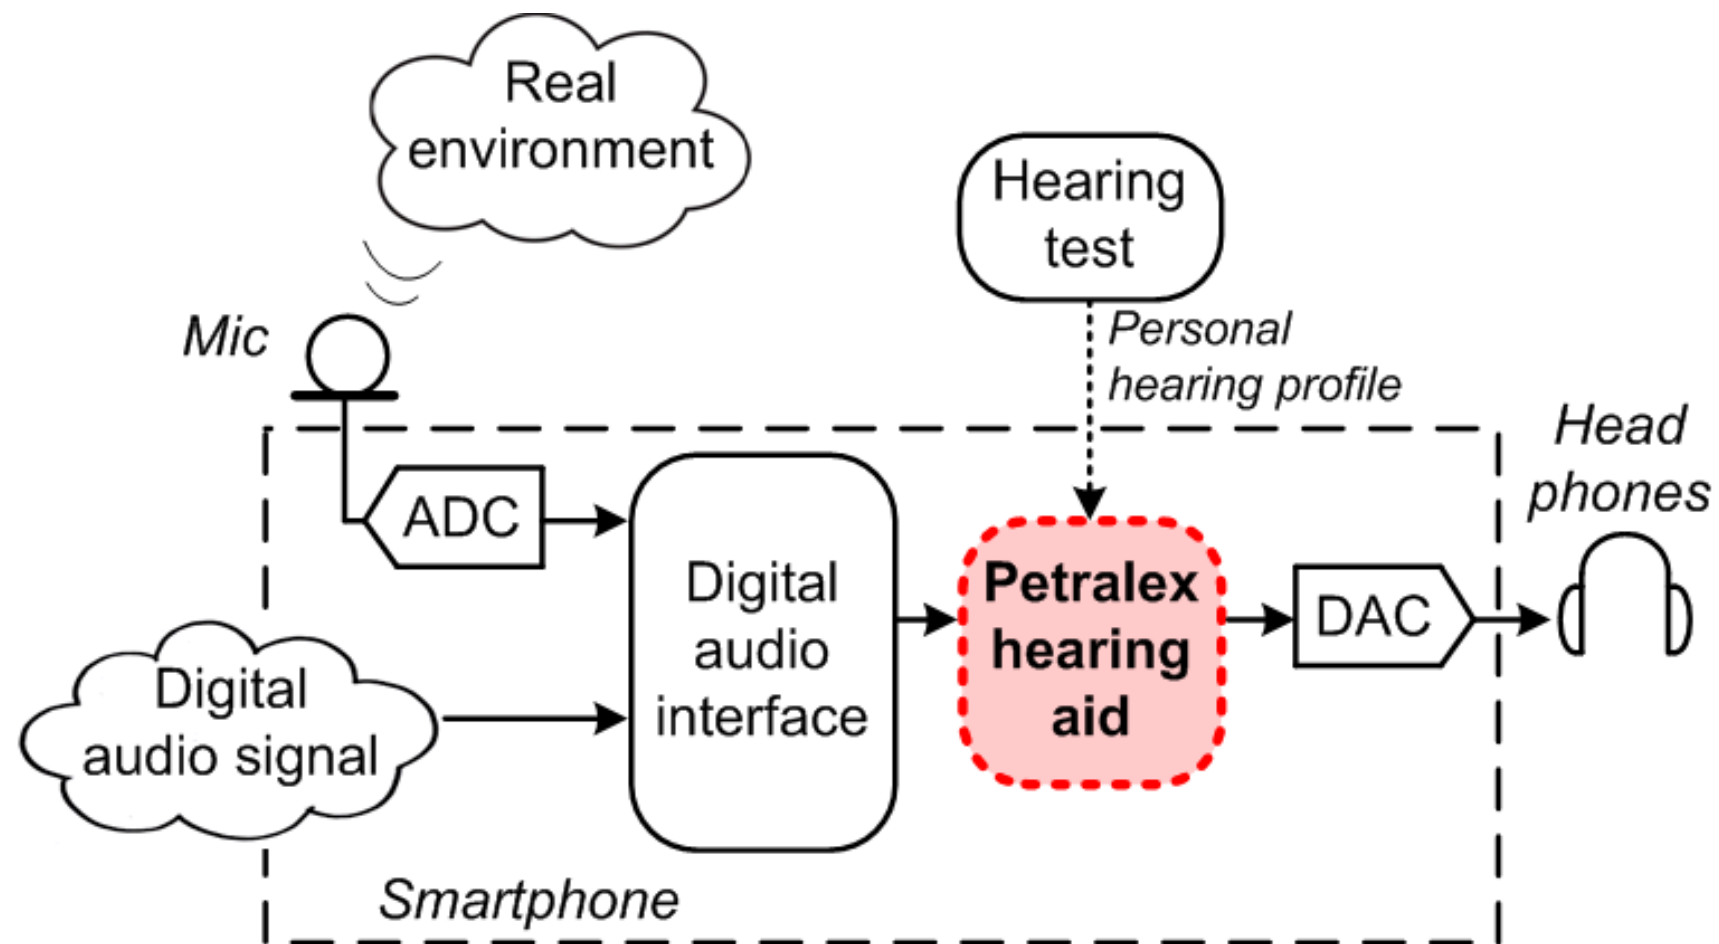 Real
environment
Hearing
test
Mic
Personal
hearing profile
Head
phones
ADC
Digital
audio
interface
Petralex
hearing
aid
DAC
Digital
audio signal
Smartphone